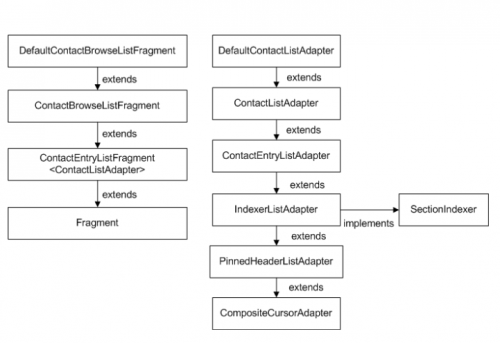 DefaultContactBrowseListFragment
extends
ContactBrowseListFragment
extends
ContactEntryListFragment
<ContactListAdapter>
extends
Fragment
DefaultContactListAdapter
extends
ContactListAdapter
extends
ContactEntryListAdapter
extends
IndexerListAdapter
implements
SectionIndexer
extends
PinnedHeaderListAdapter
extends
CompositeCursorAdapter